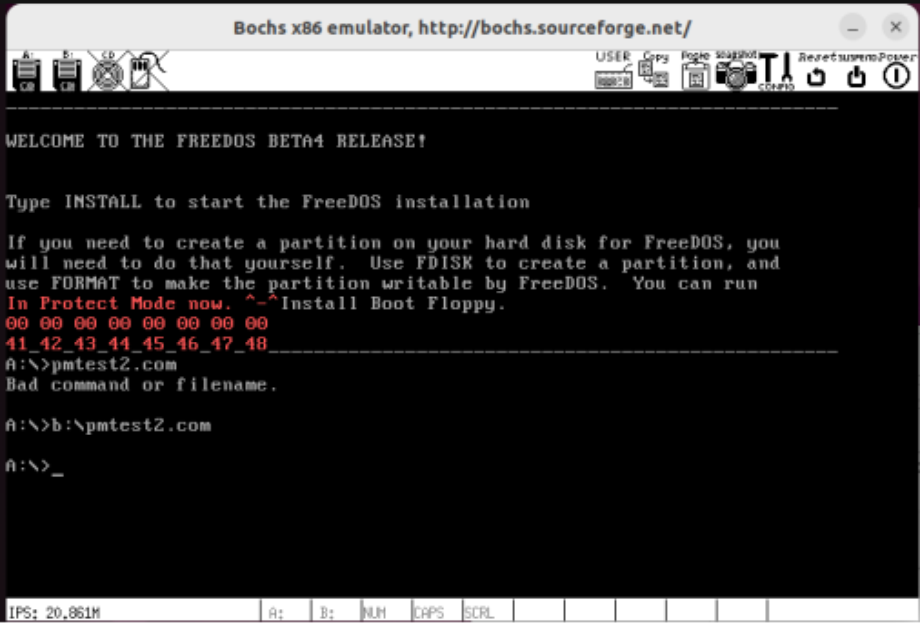 Bochs x86 emulator, http://bochs.sourceforge.net/
A: B: CD USER Copy Paste snapshot CONFIG Reset SUSPEND Power
WELCOME TO THE FREEDOS BETA4 RELEASE!
Type INSTALL to start the FreeDOS installation
If you need to create a partition on your hard disk for FreeDOS, you
will need to do that yourself.  Use FDISK to create a partition, and
use FORMAT to make the partition writable by FreeDOS.  You can run
In Protect Mode now. ^-^Install Boot Floppy.
00 00 00 00 00 00 00 00
41_42_43_44_45_46_47_48_________________________________________________
A:\>pmtest2.com
Bad command or filename.
A:\>b:\pmtest2.com
A:\>_
IPS: 20.861M A: B: NUM CAPS SCRL